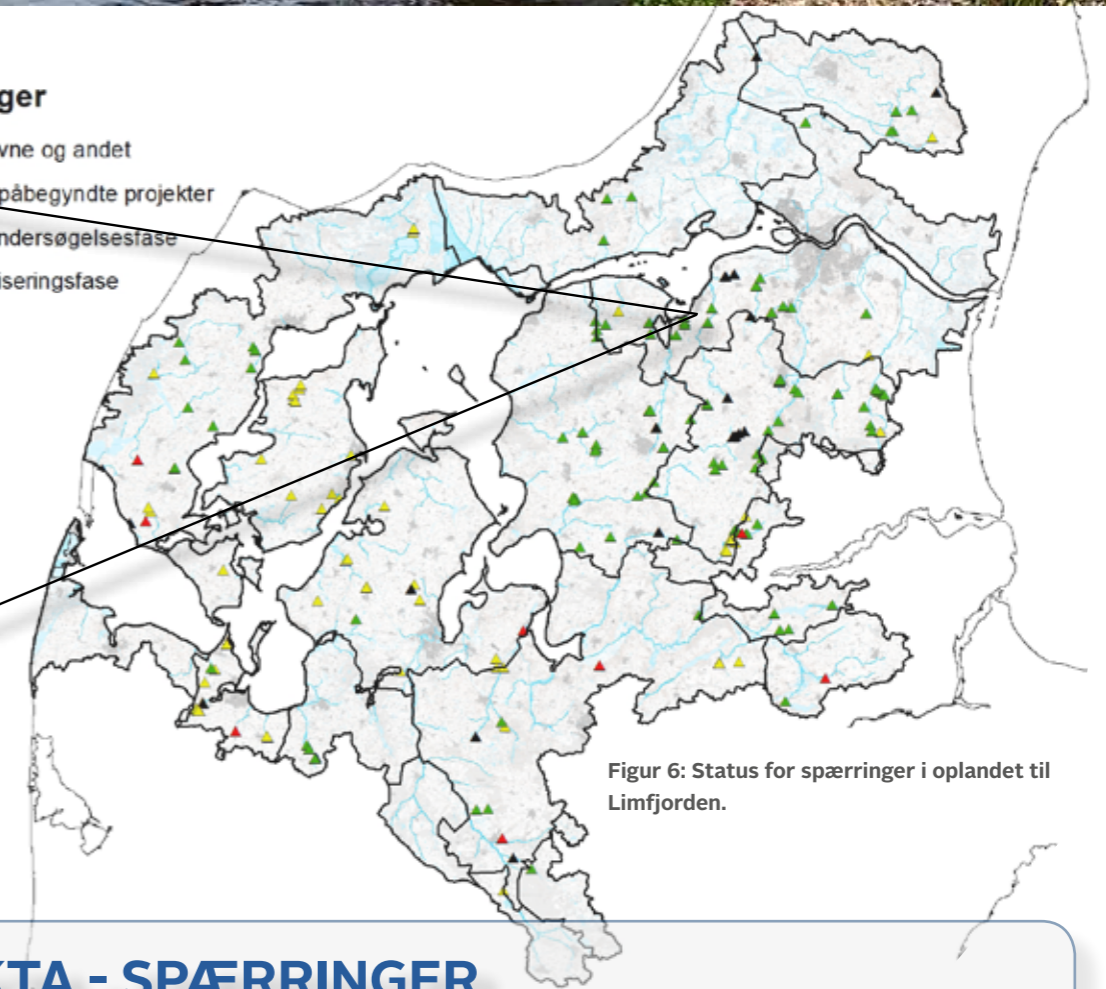 ger
vne og andet
påbegyndte projekter
ndersøgelsesfase
iseringsfase
Figur 6: Status for spærringer i oplandet til
Limfjorden.
KTA - SPÆRRINGER